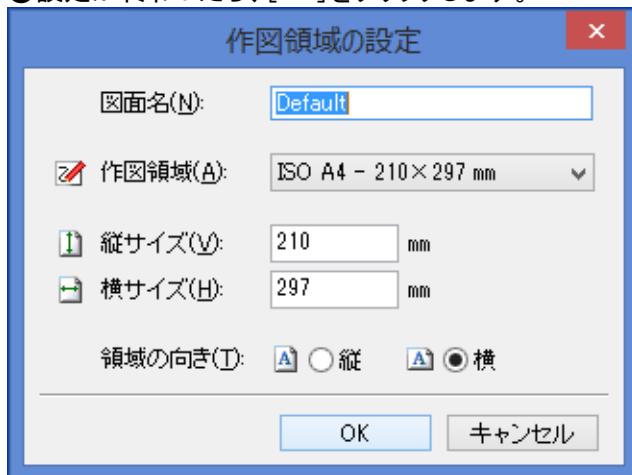 作図領域の設定
図面名(N): Default
作図領域(A): ISO A4 - 210×297 mm
縦サイズ(V): 210 mm
横サイズ(H): 297 mm
領域の向き(T): 縦 横
OK キャンセル